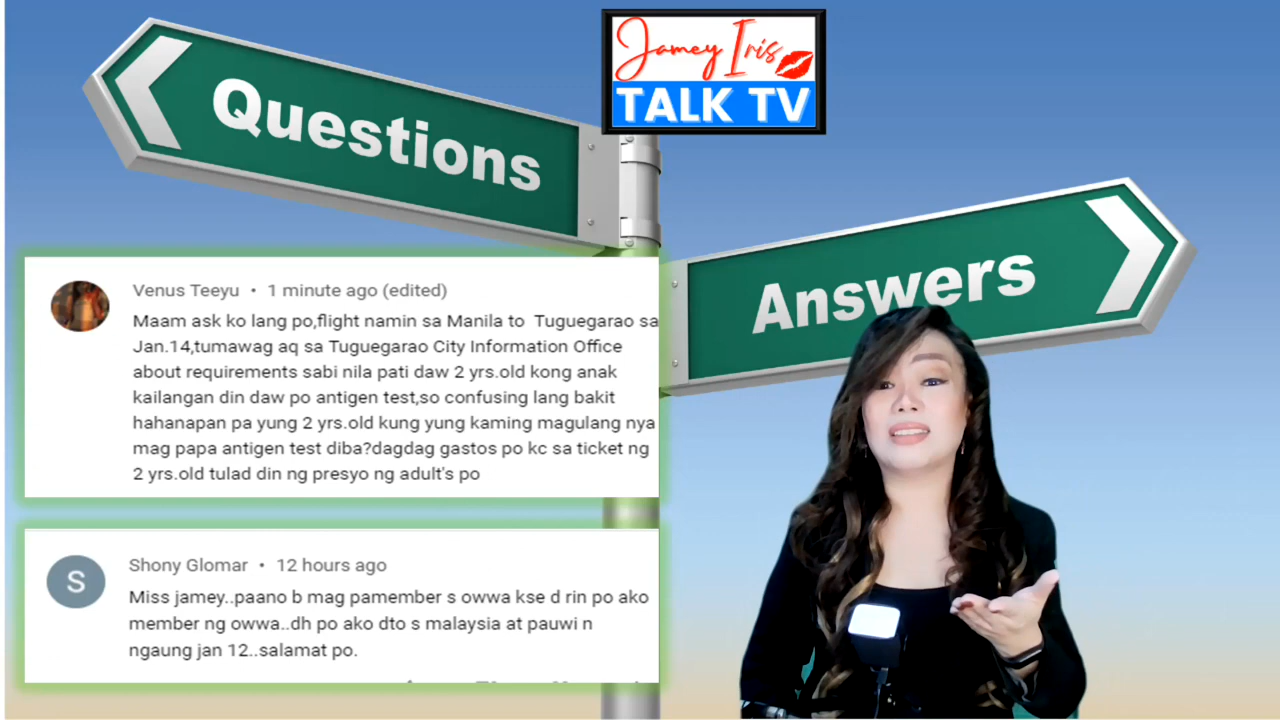 Jamey Iris
TALK TV
Questions
Answers
Venus Teeyu • 1 minute ago (edited)
Maam ask ko lang po,flight namin sa Manila to Tuguegarao sa
Jan.14,tumawag aq sa Tuguegarao City Information Office
about requirements sabi nila pati daw 2 yrs.old kong anak
kailangan din daw po antigen test,so confusing lang bakit
hahanapan pa yung 2 yrs.old kung yung kaming magulang nya
mag papa antigen test diba?dagdag gastos po kc sa ticket ng
2 yrs.old tulad din ng presyo ng adult's po
S
Shony Glomar • 12 hours ago
Miss jamey..paano b mag pamember s owwa kse d rin po ako
member ng owwa..dh po ako dto s malaysia at pauwi n
ngaung jan 12..salamat po.